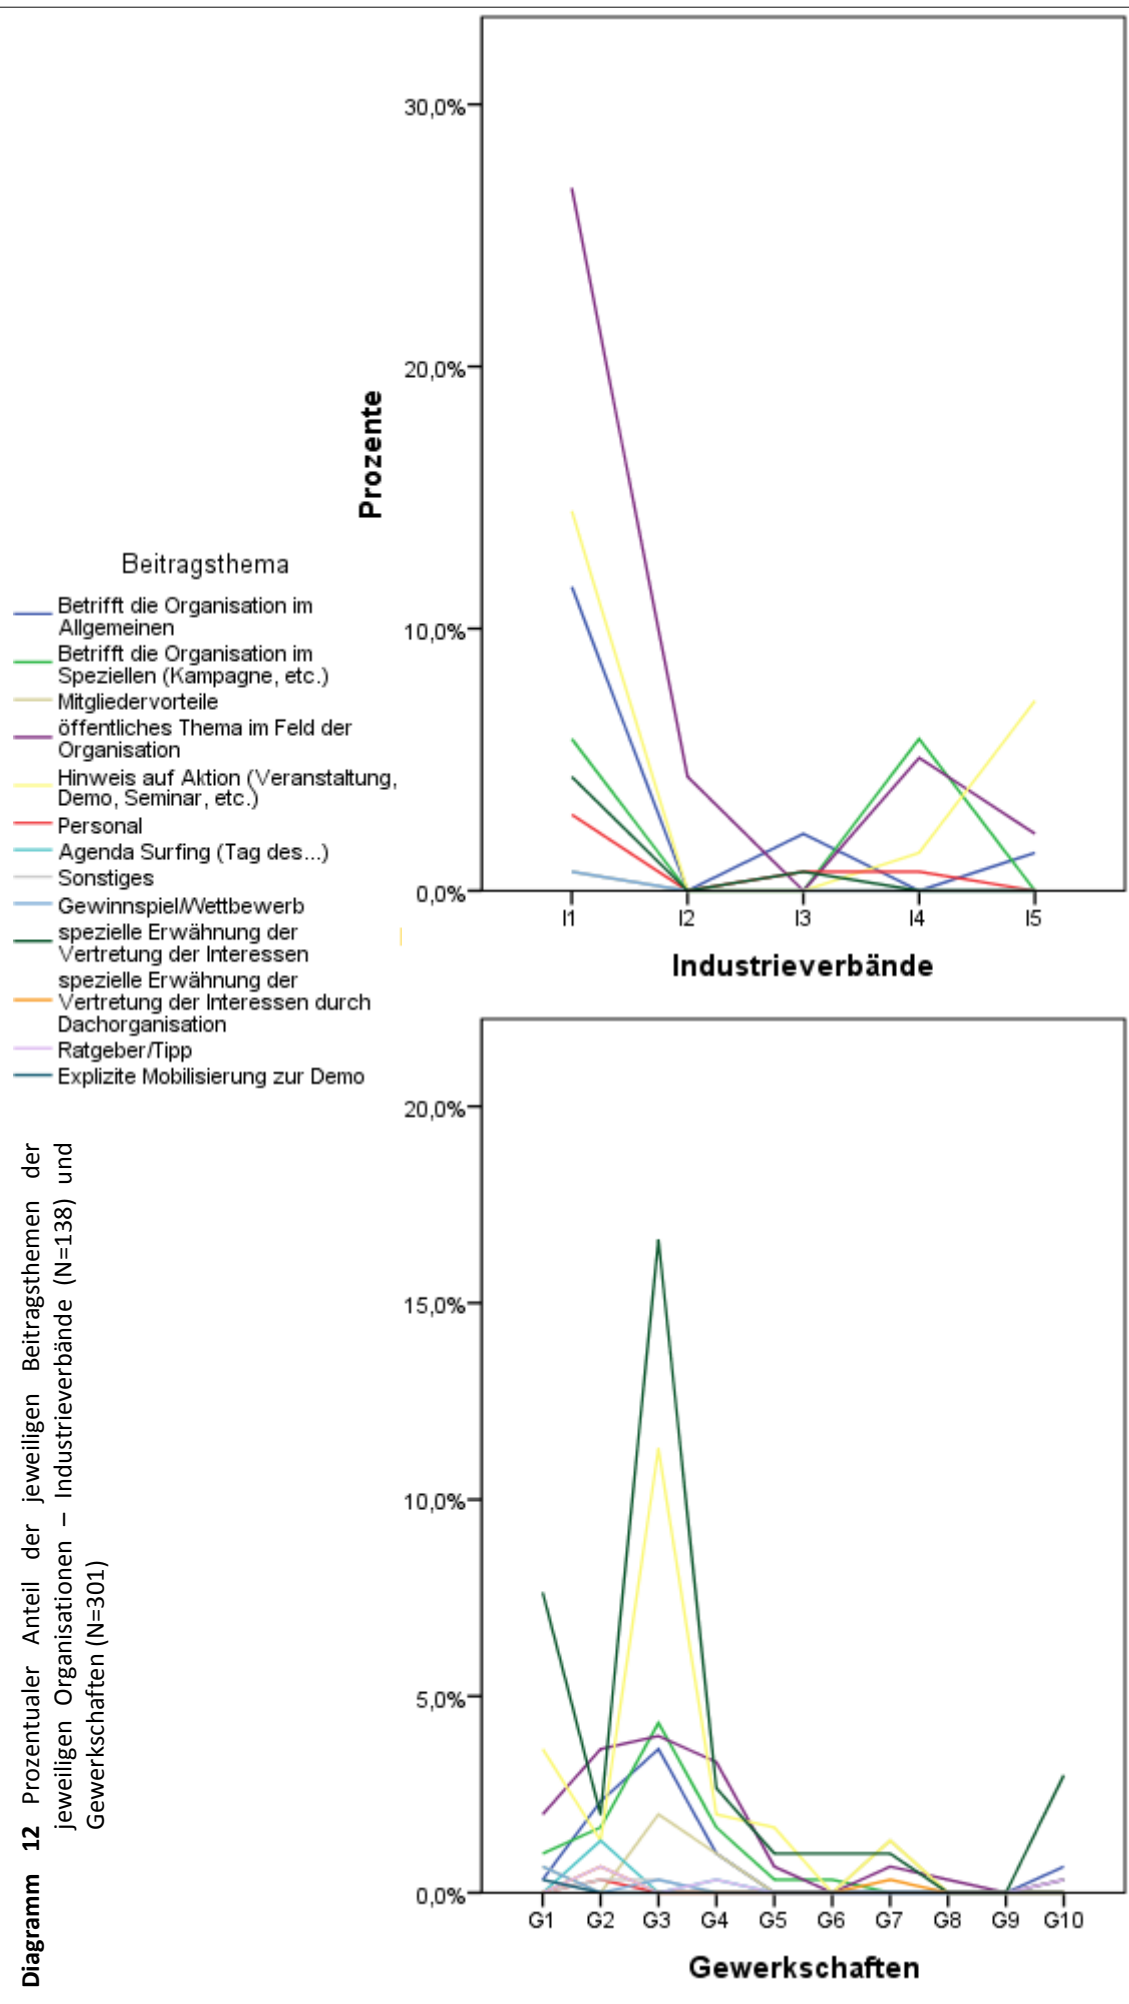 30,0%
20,0%
10,0%
0,0%
Prozente
I1 I2 I3 I4 I5
Industrieverbände
Beitragsthema
Betrifft die Organisation im
Allgemeinen
Betrifft die Organisation im
Speziellen (Kampagne, etc.)
Mitgliedervorteile
öffentliches Thema im Feld der
Organisation
Hinweis auf Aktion (Veranstaltung,
Demo, Seminar, etc.)
Personal
Agenda Surfing (Tag des...)
Sonstiges
Gewinnspiel/Wettbewerb
spezielle Erwähnung der
Vertretung der Interessen
spezielle Erwähnung der
Vertretung der Interessen durch
Dachorganisation
Ratgeber/Tipp
Explizite Mobilisierung zur Demo
20,0%
15,0%
10,0%
5,0%
0,0%
G1 G2 G3 G4 G5 G6 G7 G8 G9 G10
Gewerkschaften
Diagramm 12 Prozentualer Anteil der jeweiligen Beitragsthemen der
jeweiligen Organisationen – Industrieverbände (N=138) und
Gewerkschaften (N=301)